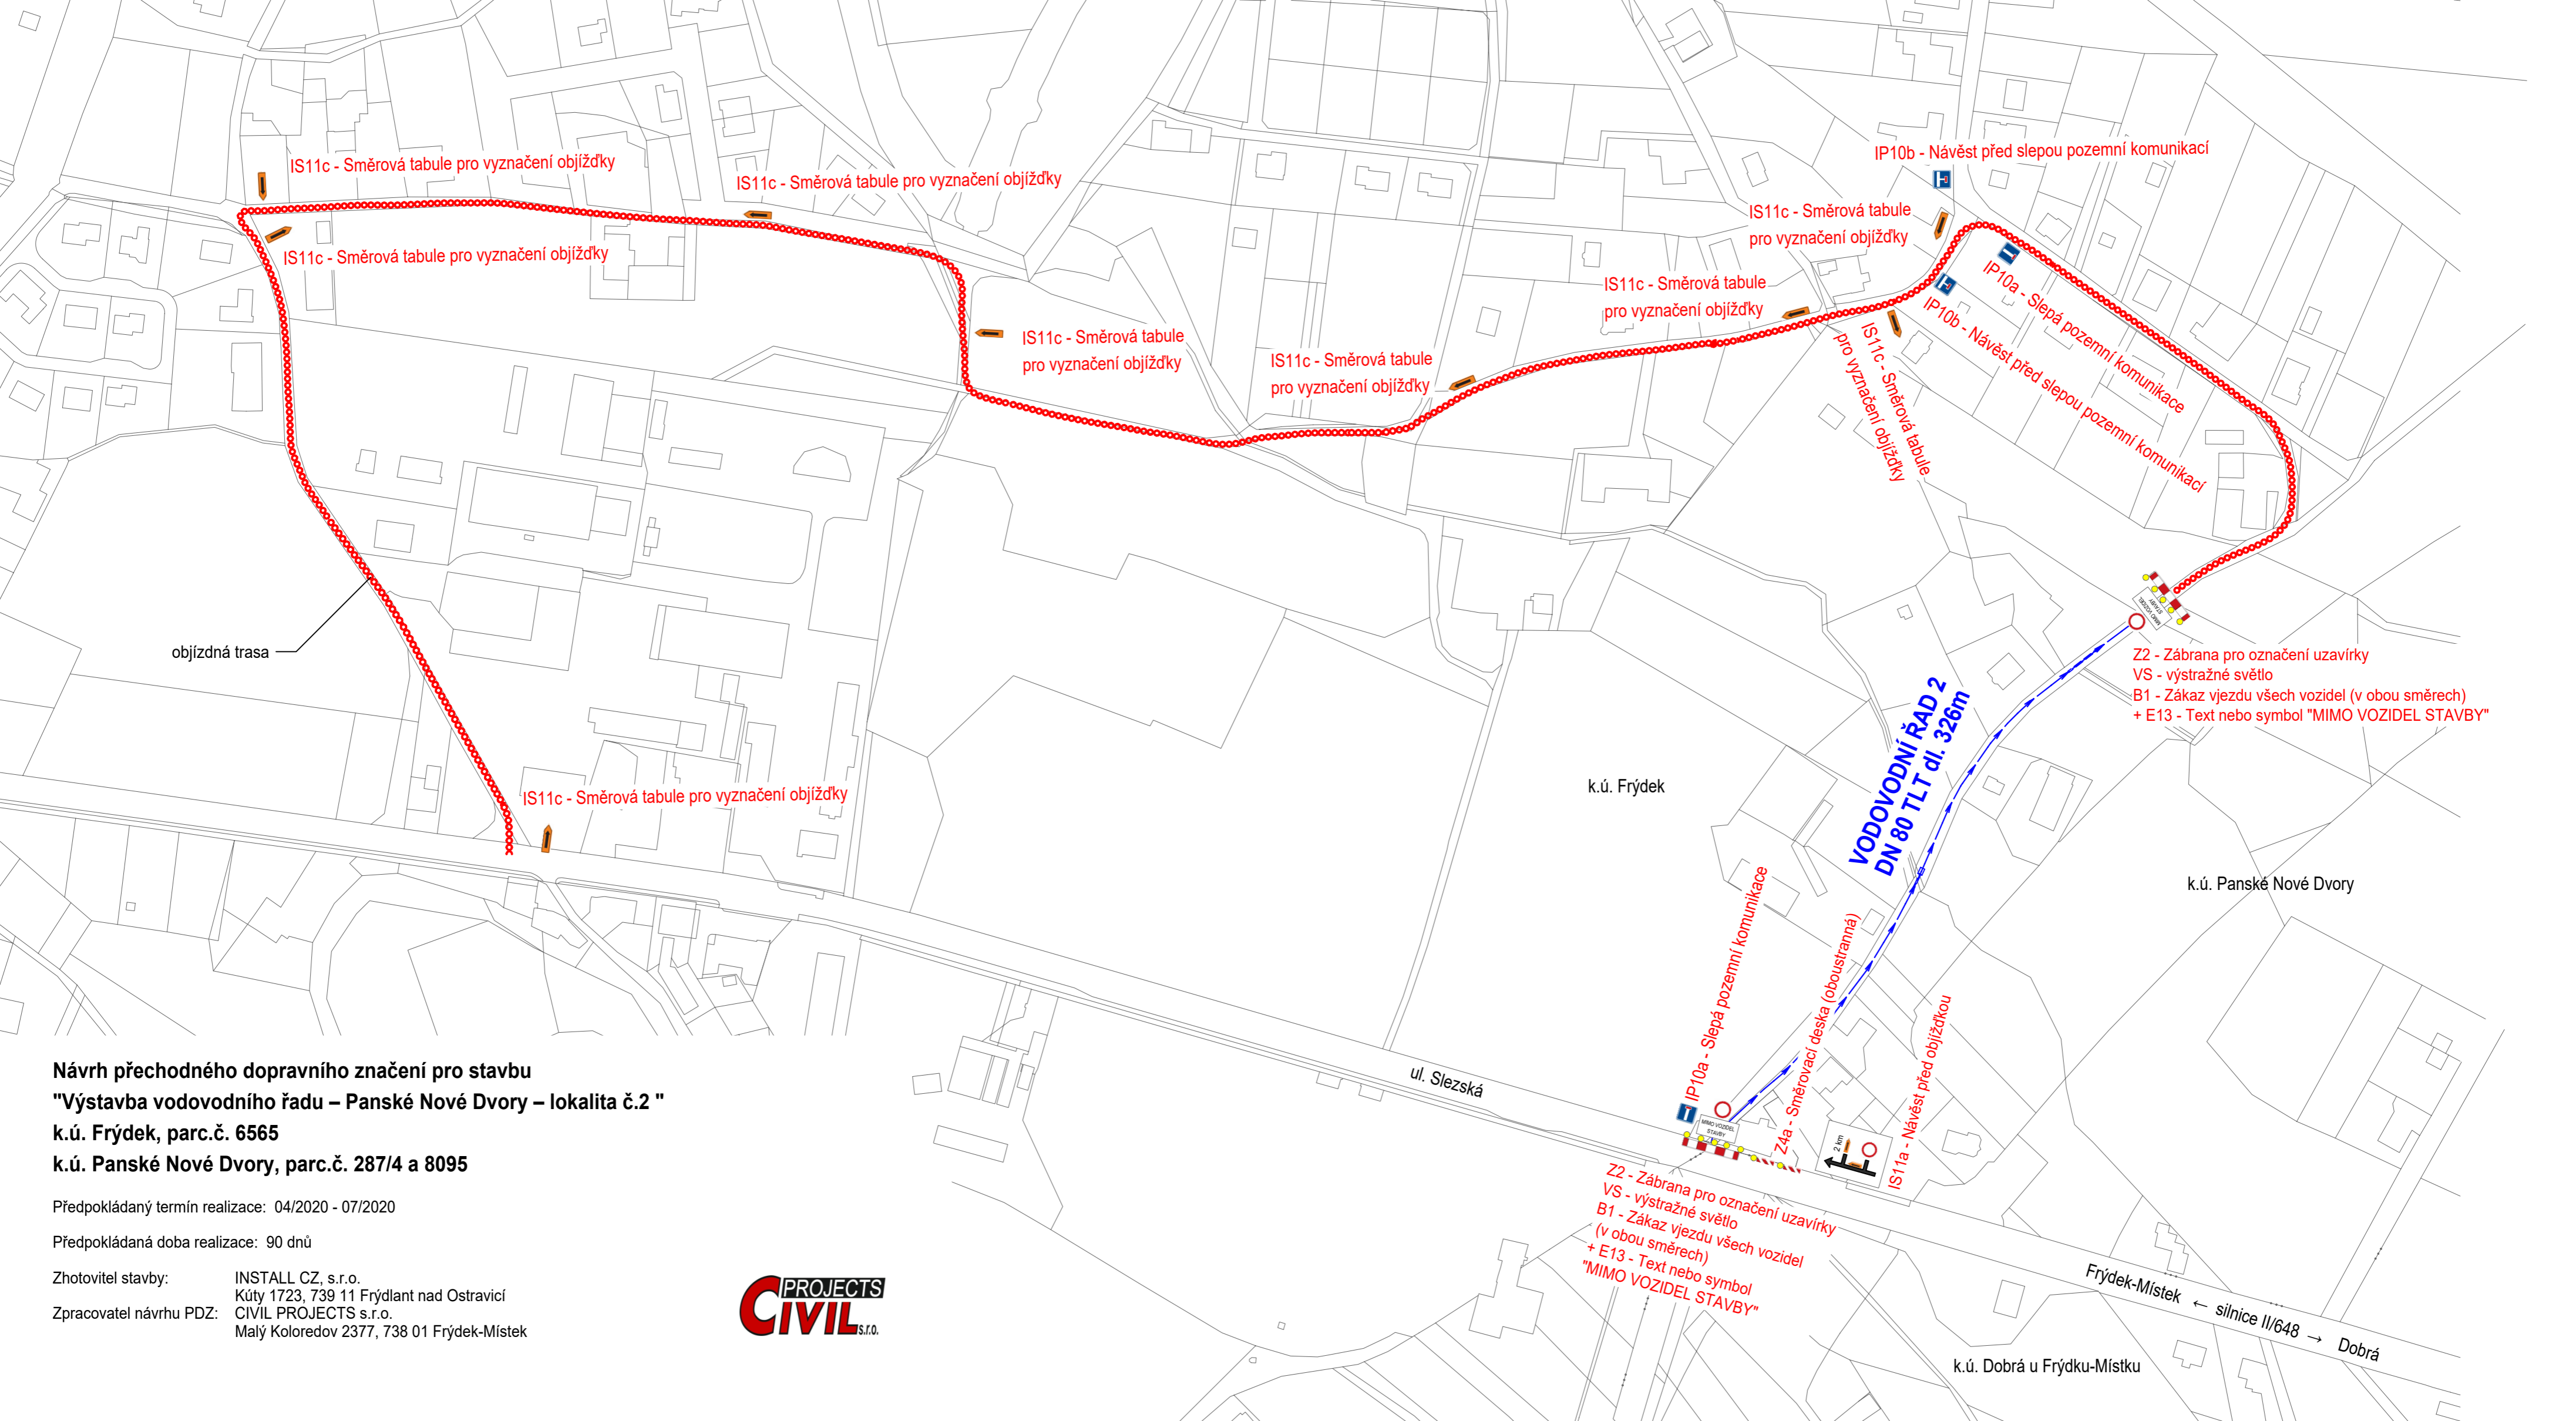 IS11c - Směrová tabule pro vyznačení objížďky
IS11c - Směrová tabule pro vyznačení objížďky
IS11c - Směrová tabule pro vyznačení objížďky
IP10b - Návěst před slepou pozemní komunikací
IS11c - Směrová tabule
pro vyznačení objížďky
IS11c - Směrová tabule
pro vyznačení objížďky
IP10a - Slepá pozemní komunikace
IP10b - Návěst před slepou pozemní komunikací
IS11c - Směrová tabule
pro vyznačení objížďky
IS11c - Směrová tabule
pro vyznačení objížďky
IS11c - Směrová tabule
pro vyznačení objížďky
objízdná trasa
IS11c - Směrová tabule pro vyznačení objížďky
MIMO VOZIDEL
STAVBY
Z2 - Zábrana pro označení uzavírky
VS - výstražné světlo
B1 - Zákaz vjezdu všech vozidel (v obou směrech)
+ E13 - Text nebo symbol "MIMO VOZIDEL STAVBY"
VODOVODNÍ ŘAD 2
DN 80 TLT dl. 326m
k.ú. Frýdek
k.ú. Panské Nové Dvory
IP10a - Slepá pozemní komunikace
Z4a - Směrovací deska (oboustranná)
IS11a - Návěst před objížďkou
ul. Slezská
MIMO VOZIDEL
STAVBY
2 km
Z2 - Zábrana pro označení uzavírky
VS - výstražné světlo
B1 - Zákaz vjezdu všech vozidel
(v obou směrech)
+ E13 - Text nebo symbol
"MIMO VOZIDEL STAVBY"
Frýdek-Místek ← silnice II/648 → Dobrá
k.ú. Dobrá u Frýdku-Místku
Návrh přechodného dopravního značení pro stavbu
"Výstavba vodovodního řadu – Panské Nové Dvory – lokalita č.2 "
k.ú. Frýdek, parc.č. 6565
k.ú. Panské Nové Dvory, parc.č. 287/4 a 8095
Předpokládaný termín realizace: 04/2020 - 07/2020
Předpokládaná doba realizace: 90 dnů
Zhotovitel stavby: INSTALL CZ, s.r.o.
Kúty 1723, 739 11 Frýdlant nad Ostravicí
Zpracovatel návrhu PDZ: CIVIL PROJECTS s.r.o.
Malý Koloredov 2377, 738 01 Frýdek-Místek
PROJECTS
CIVIL s.r.o.